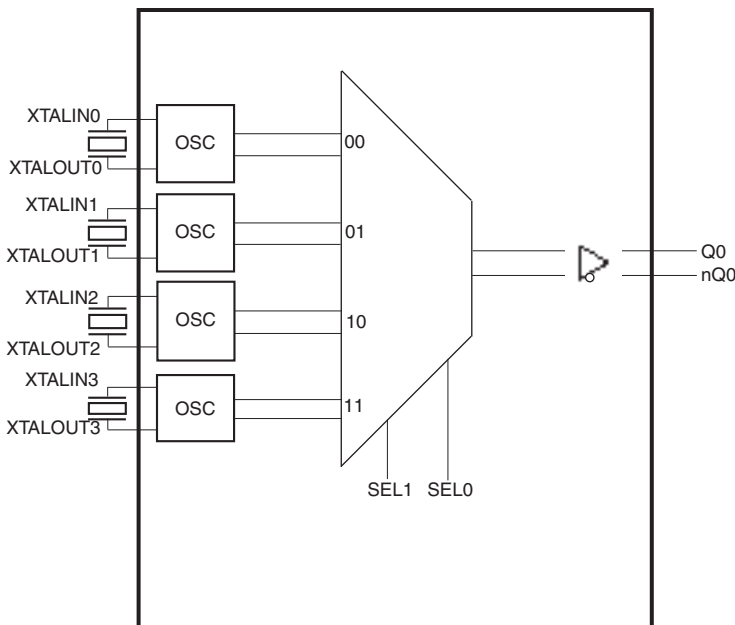 XTALIN0
OSC
00
XTALOUT0
XTALIN1
OSC
01
XTALOUT1
Q0
nQ0
XTALIN2
OSC
10
XTALOUT2
XTALIN3
OSC
11
XTALOUT3
SEL1 SEL0